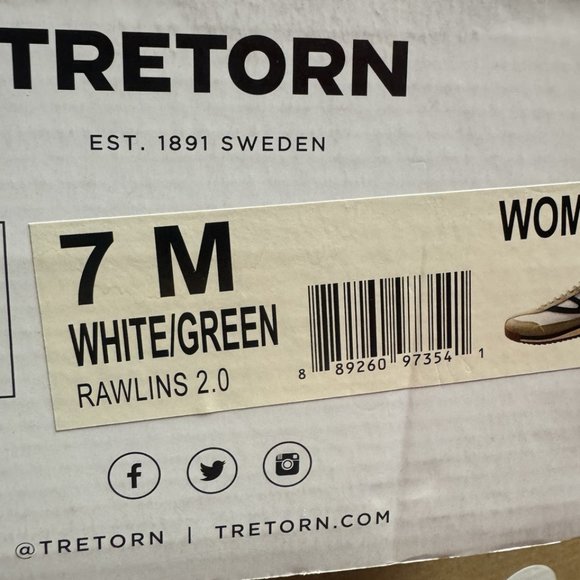 TRETORN
EST. 1891 SWEDEN
7 M
WOM
WHITE/GREEN
RAWLINS 2.0
8 89260 97354 1
@TRETORN | TRETORN.COM